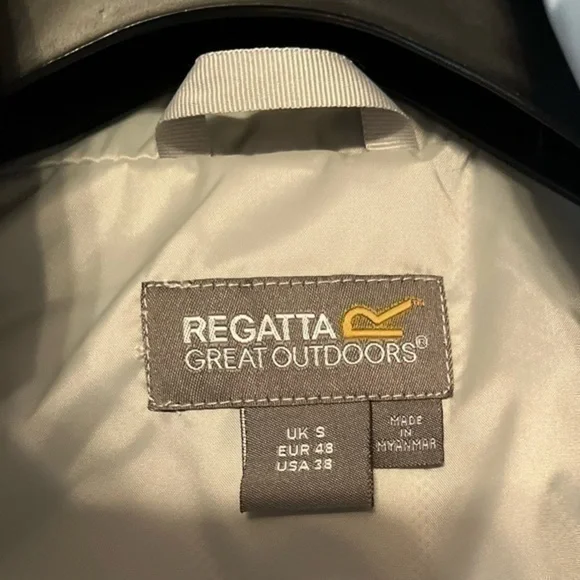 REGATTA
GREAT OUTDOORS®
UK S
EUR 48
USA 38
MADE
IN
MYANMAR